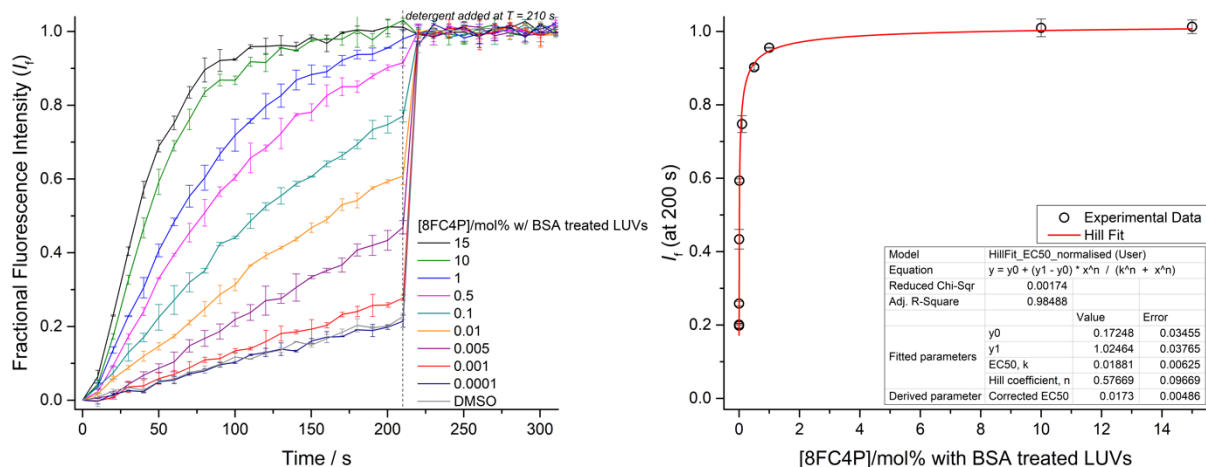 detergent added at T = 210 s
1.0
0.8
0.6
0.4
0.2
0.0
Fractional Fluorescence Intensity (If)
[8FC4P]/mol% w/ BSA treated LUVs
15
10
1
0.5
0.1
0.01
0.005
0.001
0.0001
DMSO
0 50 100 150 200 250 300
Time / s
1.0
0.8
0.6
0.4
0.2
0.0
If (at 200 s)
Experimental Data
Hill Fit
Model HillFit_EC50_normalised (User)
Equation y = y0 + (y1 - y0) * x^n / (k^n + x^n)
Reduced Chi-Sqr 0.00174
Adj. R-Square 0.98488
Value Error
Fitted parameters
y0 0.17248 0.03455
y1 1.02464 0.03765
EC50, k 0.01881 0.00625
Hill coefficient, n 0.57669 0.09669
Derived parameter Corrected EC50 0.0173 0.00486
0 2 4 6 8 10 12 14
[8FC4P]/mol% with BSA treated LUVs